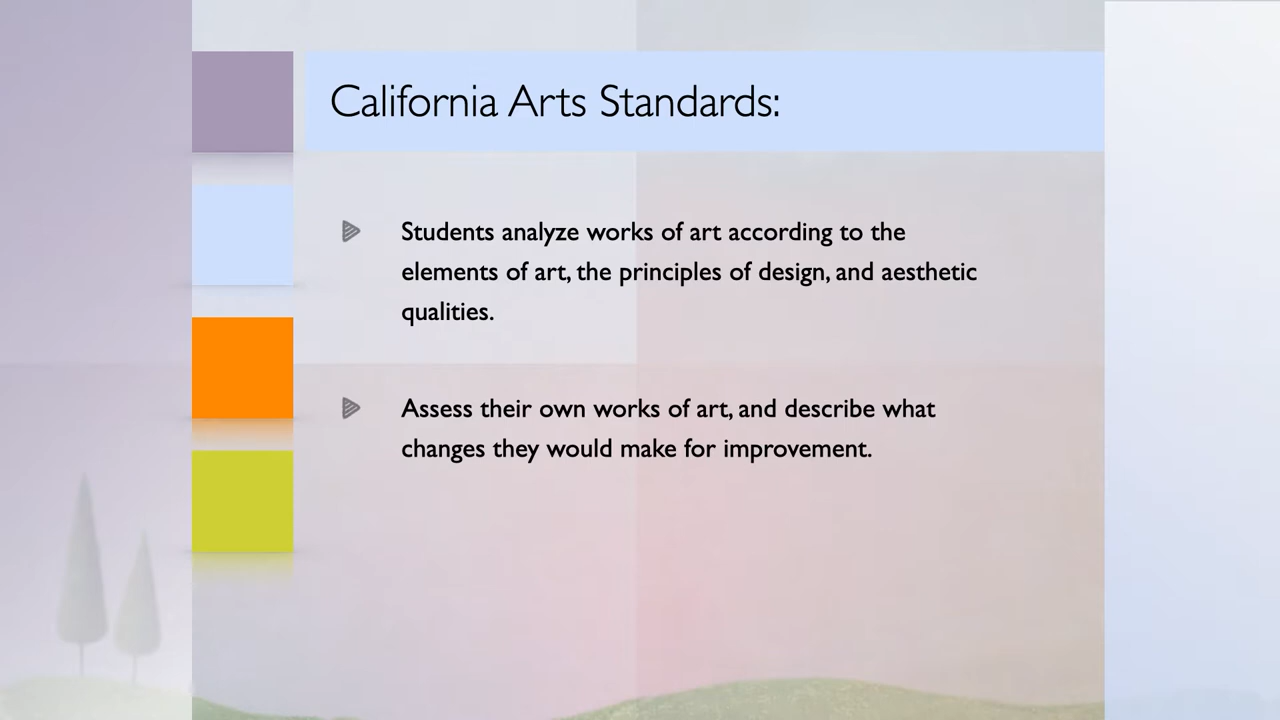 California Arts Standards:
Students analyze works of art according to the
elements of art, the principles of design, and aesthetic
qualities.
Assess their own works of art, and describe what
changes they would make for improvement.